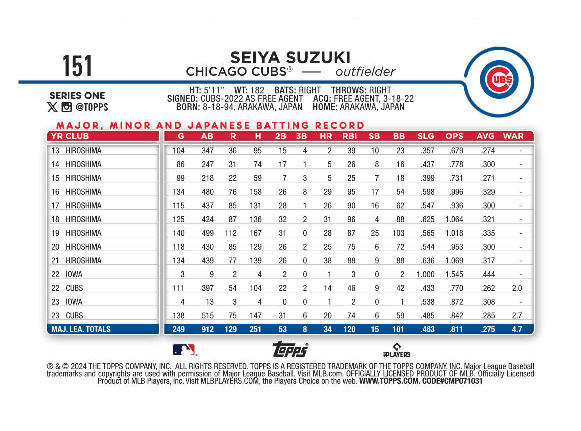 151
SEIYA SUZUKI
CHICAGO CUBS® — outfielder
CUBS
SERIES ONE
@TOPPS
HT: 5'11" WT: 182 BATS: RIGHT THROWS: RIGHT
SIGNED: CUBS-2022 AS FREE AGENT ACQ: FREE AGENT, 3-18-22
BORN: 8-18-94, ARAKAWA, JAPAN HOME: ARAKAWA, JAPAN
MAJOR, MINOR AND JAPANESE BATTING RECORD
YR CLUB G AB R H 2B 3B HR RBI SB BB SLG OPS AVG WAR
13 HIROSHIMA 104 347 36 95 15 4 2 39 10 23 .357 .679 .274 -
14 HIROSHIMA 86 247 31 74 17 1 5 26 8 16 .437 .778 .300 -
15 HIROSHIMA 99 218 22 59 7 3 5 25 7 18 .399 .731 .271 -
16 HIROSHIMA 134 480 76 158 26 8 29 95 17 54 .598 .996 .329 -
17 HIROSHIMA 115 437 85 131 28 1 26 90 16 62 .547 .936 .300 -
18 HIROSHIMA 125 424 87 136 32 2 31 96 4 88 .625 1.064 .321 -
19 HIROSHIMA 140 499 112 167 31 0 28 87 25 103 .565 1.018 .335 -
20 HIROSHIMA 118 430 85 129 26 2 25 75 6 72 .544 .953 .300 -
21 HIROSHIMA 134 439 77 139 26 0 38 88 9 88 .636 1.069 .317 -
22 IOWA 3 9 2 4 2 0 1 3 0 2 1.000 1.545 .444 -
22 CUBS 111 397 54 104 22 2 14 46 9 42 .433 .770 .262 2.0
23 IOWA 4 13 3 4 0 0 1 2 0 1 .538 .872 .308 -
23 CUBS 138 515 75 147 31 6 20 74 6 59 .485 .842 .285 2.7
MAJ. LEA. TOTALS 249 912 129 251 53 8 34 120 15 101 .463 .811 .275 4.7
Topps
PLAYERS
® & © 2024 THE TOPPS COMPANY, INC. ALL RIGHTS RESERVED. TOPPS IS A REGISTERED TRADEMARK OF THE TOPPS COMPANY, INC. Major League Baseball
trademarks and copyrights are used with permission of Major League Baseball. Visit MLB.com. OFFICIALLY LICENSED PRODUCT OF MLB. Officially Licensed
Product of MLB Players, Inc. Visit MLBPLAYERS.COM, the Players Choice on the web. WWW.TOPPS.COM. CODE#CMP071031